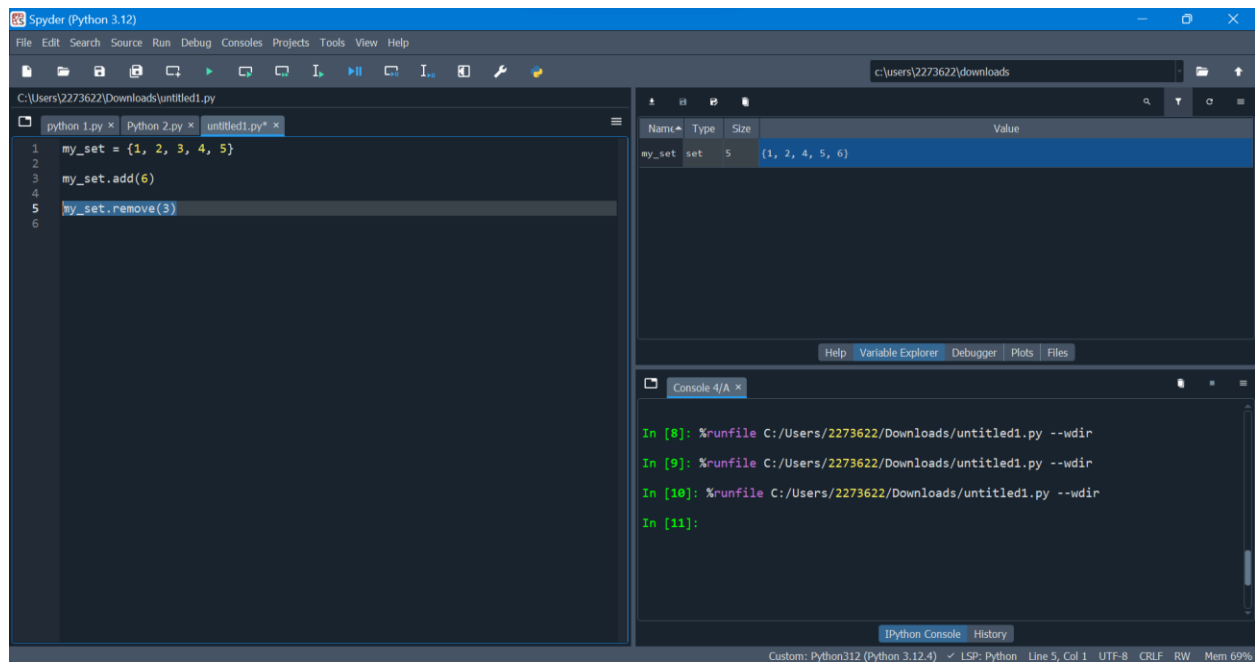 Spyder (Python 3.12)
File Edit Search Source Run Debug Consoles Projects Tools View Help
c:\users\2273622\downloads
C:\Users\2273622\Downloads\untitled1.py
python 1.py × Python 2.py × untitled1.py* ×
1 my_set = {1, 2, 3, 4, 5}
2
3 my_set.add(6)
4
5 my_set.remove(3)
6
Name Type Size Value
my_set set 5 {1, 2, 4, 5, 6}
Help Variable Explorer Debugger Plots Files
Console 4/A ×
In [8]: %runfile C:/Users/2273622/Downloads/untitled1.py --wdir
In [9]: %runfile C:/Users/2273622/Downloads/untitled1.py --wdir
In [10]: %runfile C:/Users/2273622/Downloads/untitled1.py --wdir
In [11]:
IPython Console History
Custom: Python312 (Python 3.12.4) ✓ LSP: Python Line 5, Col 1 UTF-8 CRLF RW Mem 69%